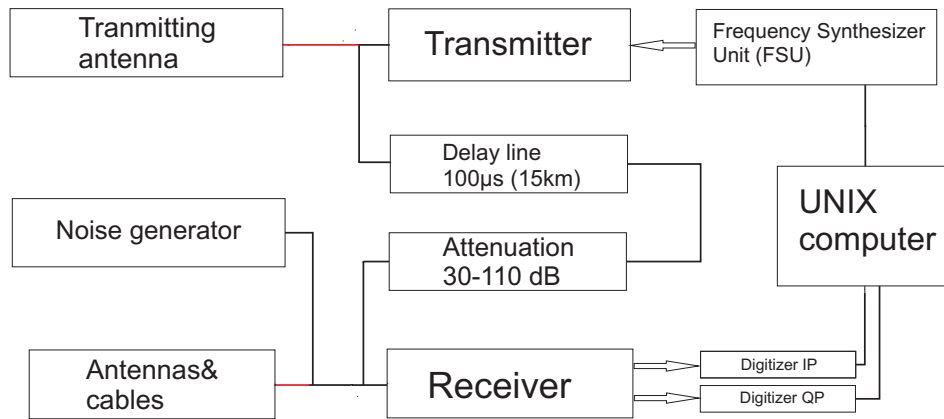 Tranmitting
antenna
Transmitter
Frequency Synthesizer
Unit (FSU)
Delay line
100µs (15km)
UNIX
computer
Noise generator
Attenuation
30-110 dB
Antennas&
cables
Receiver
Digitizer IP
Digitizer QP